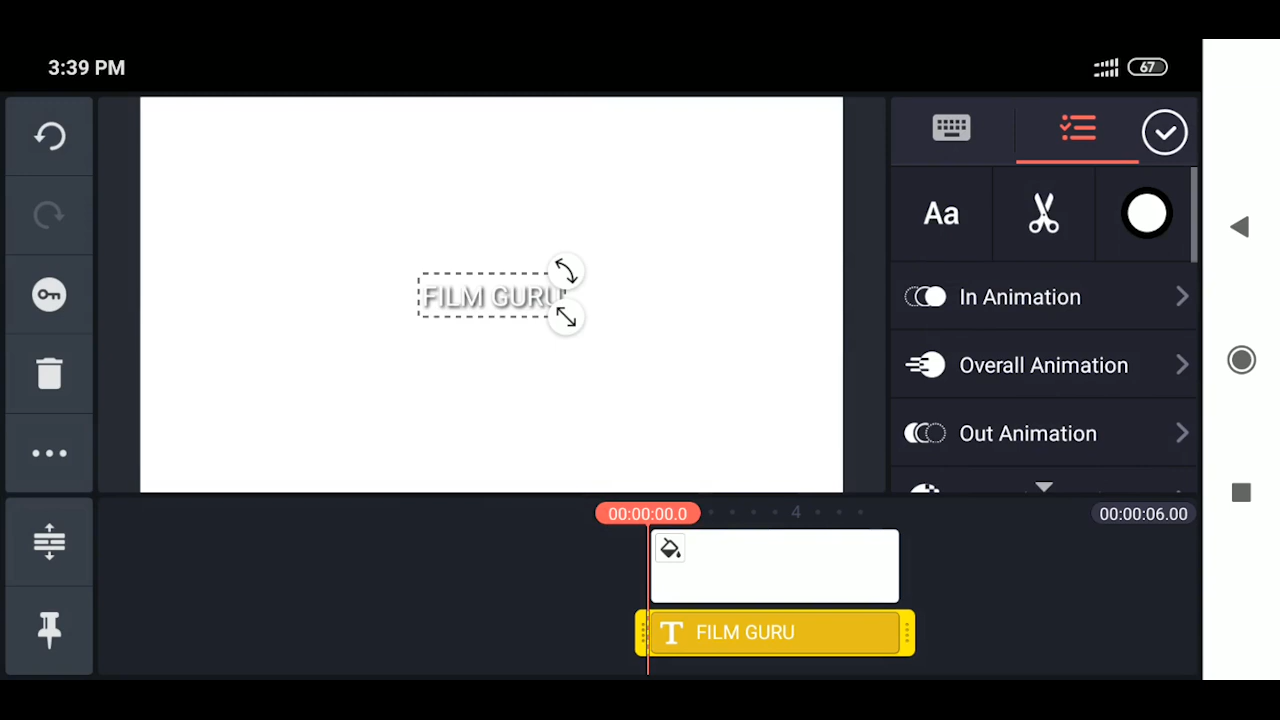 3:39 PM
67
FILM GURU
Aa
In Animation
Overall Animation
Out Animation
00:00:00.0
4
00:00:06.00
T FILM GURU